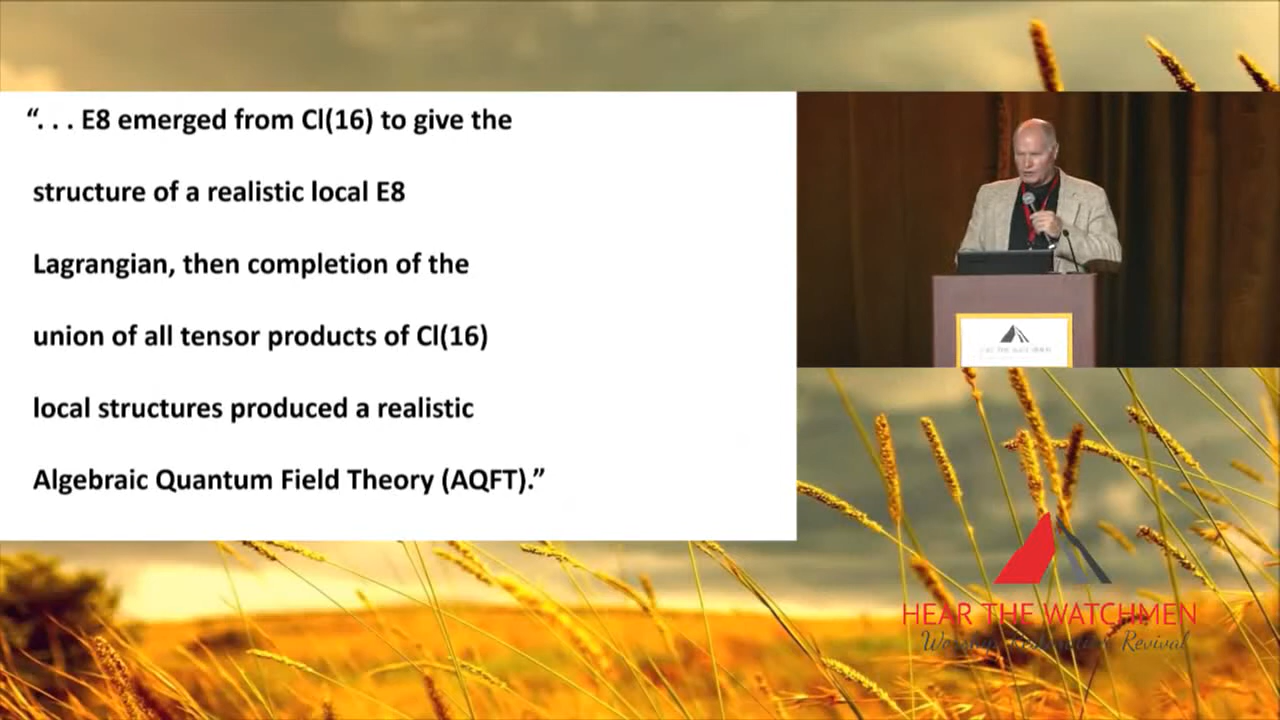 “. . . E8 emerged from Cl(16) to give the
structure of a realistic local E8
Lagrangian, then completion of the
union of all tensor products of Cl(16)
local structures produced a realistic
Algebraic Quantum Field Theory (AQFT).”
HEAR THE WATCHMEN
Revival